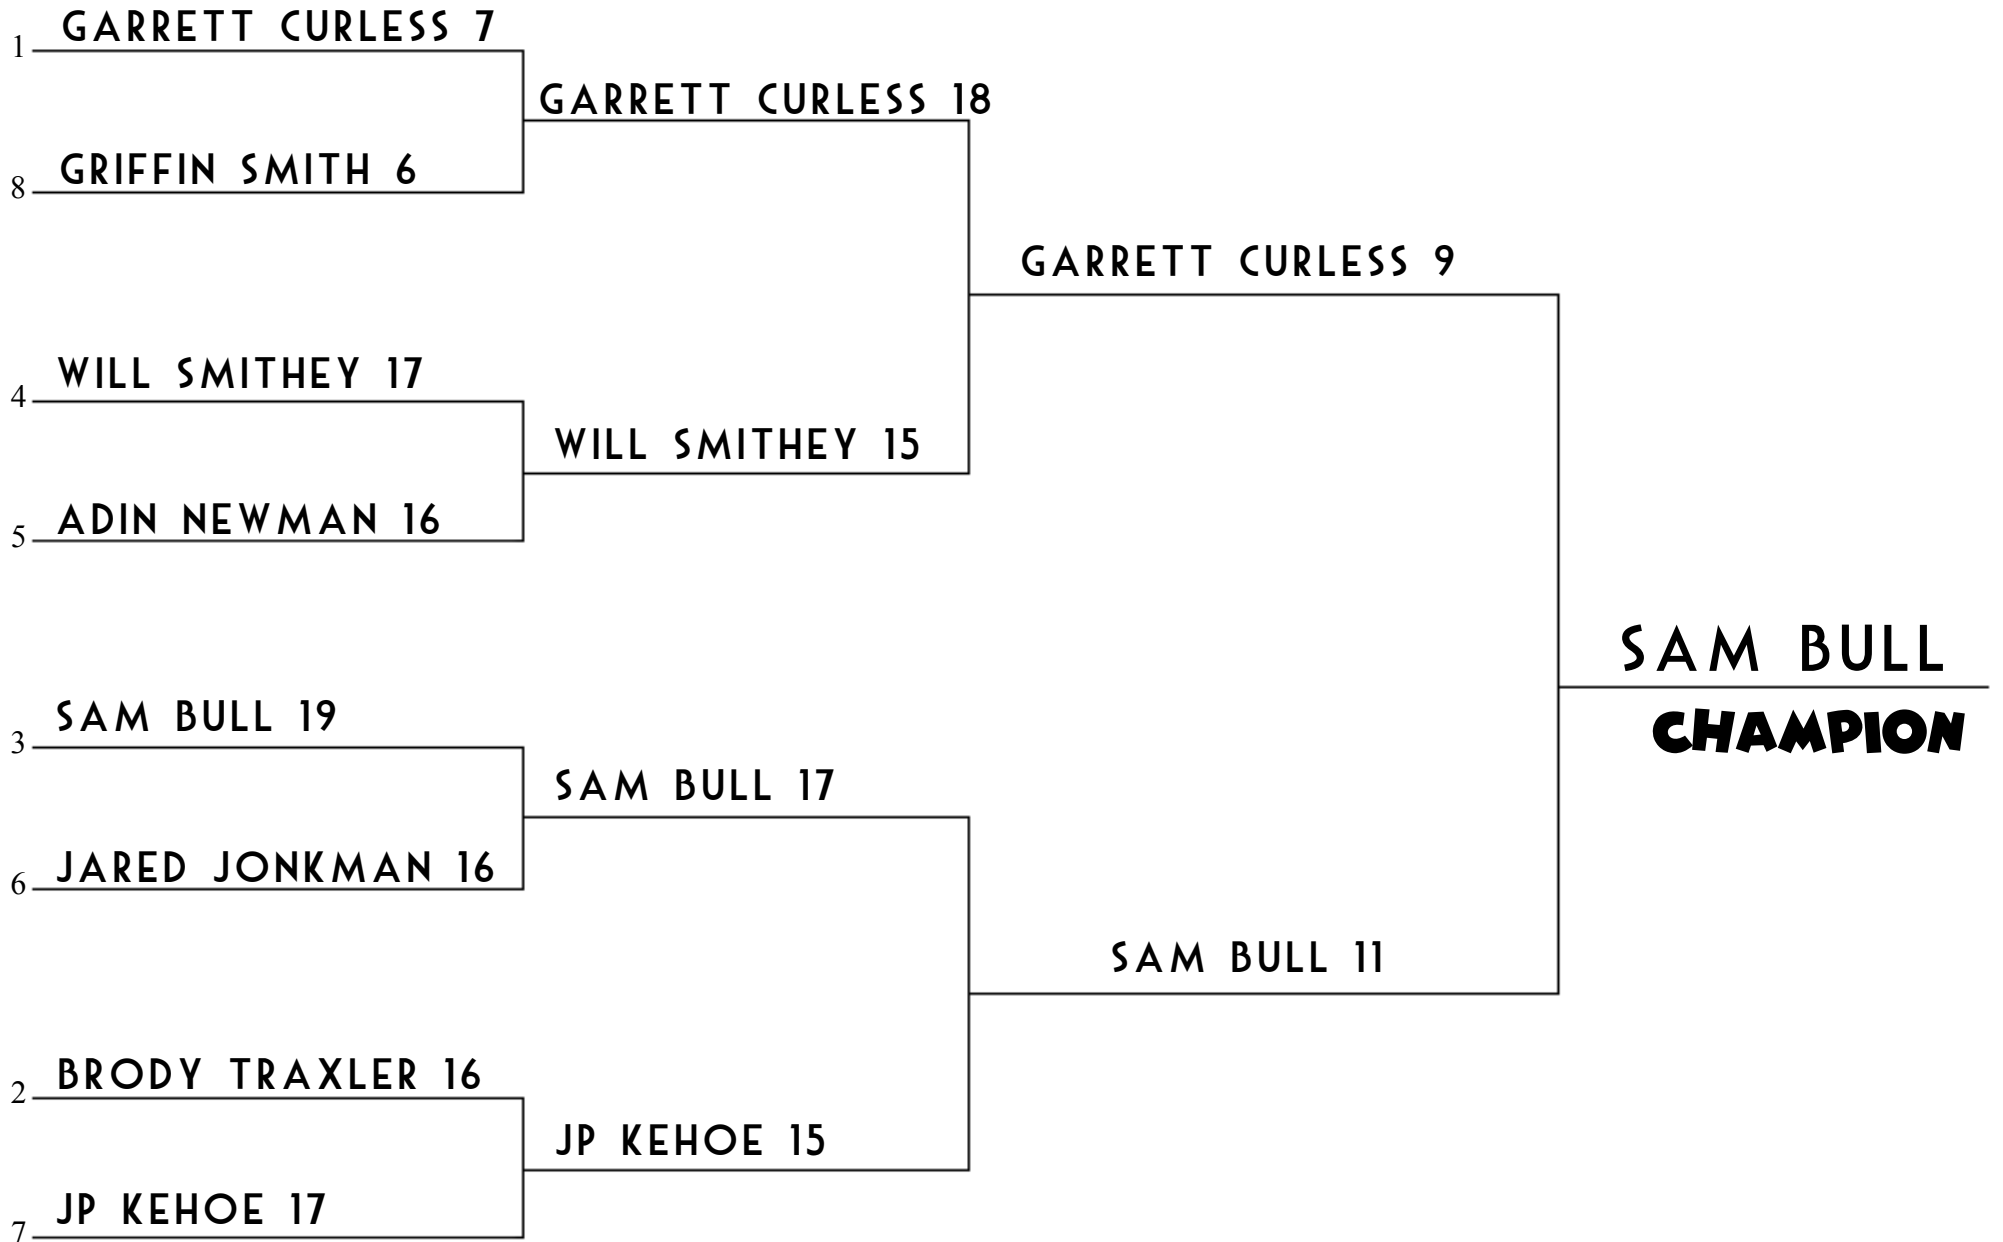 GARRETT CURLESS 7
1
GARRETT CURLESS 18
GRIFFIN SMITH 6
8
GARRETT CURLESS 9
WILL SMITHEY 17
4
WILL SMITHEY 15
ADIN NEWMAN 16
5
SAM BULL
CHAMPION
SAM BULL 19
3
SAM BULL 17
JARED JONKMAN 16
6
SAM BULL 11
BRODY TRAXLER 16
2
JP KEHOE 15
JP KEHOE 17
7